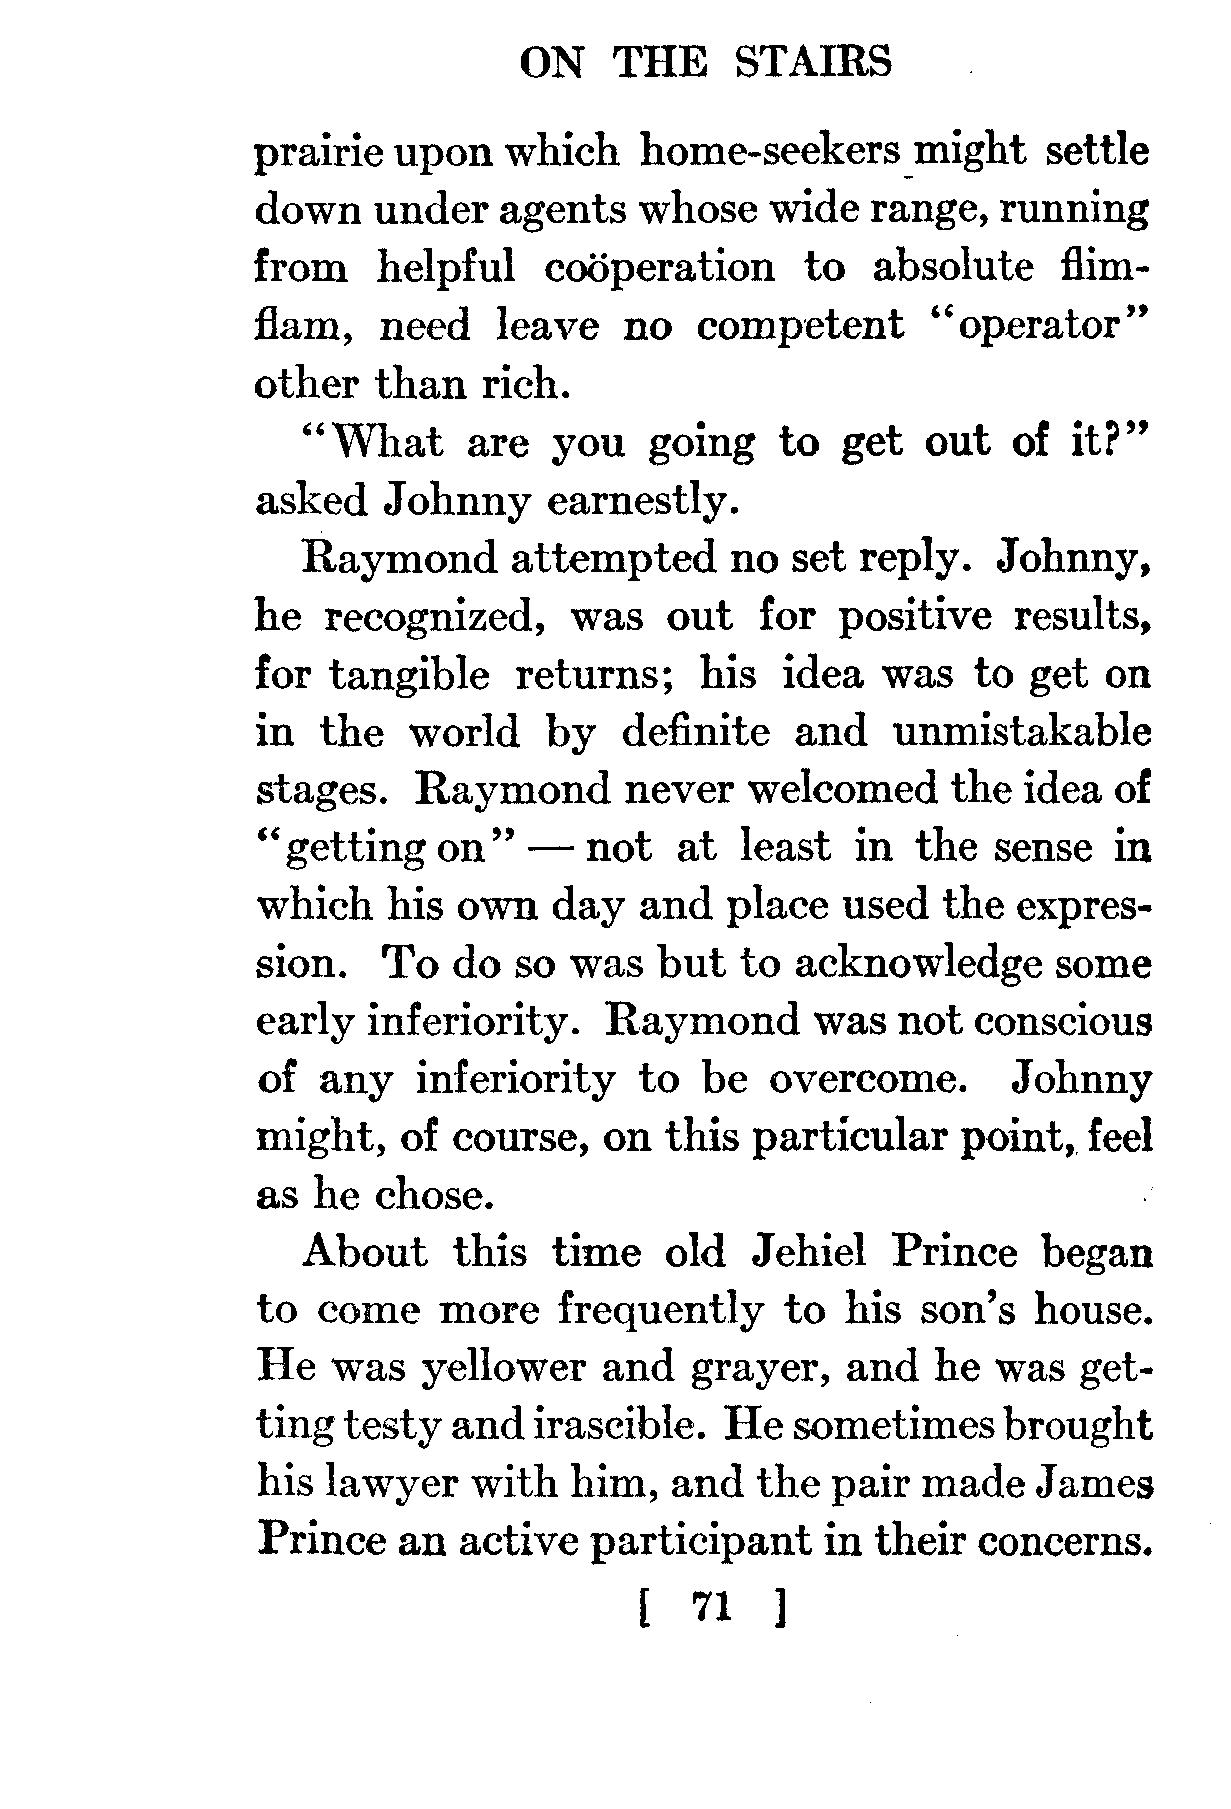 ON THE STAIRS
prairie upon which home-seekers might settle
down under agents whose wide range, running
from helpful coöperation to absolute flim-
flam, need leave no competent "operator"
other than rich.
"What are you going to get out of it?"
asked Johnny earnestly.
Raymond attempted no set reply. Johnny,
he recognized, was out for positive results,
for tangible returns; his idea was to get on
in the world by definite and unmistakable
stages. Raymond never welcomed the idea of
"getting on" — not at least in the sense in
which his own day and place used the expres-
sion. To do so was but to acknowledge some
early inferiority. Raymond was not conscious
of any inferiority to be overcome. Johnny
might, of course, on this particular point, feel
as he chose.
About this time old Jehiel Prince began
to come more frequently to his son's house.
He was yellower and grayer, and he was get-
ting testy and irascible. He sometimes brought
his lawyer with him, and the pair made James
Prince an active participant in their concerns.
[ 71 ]